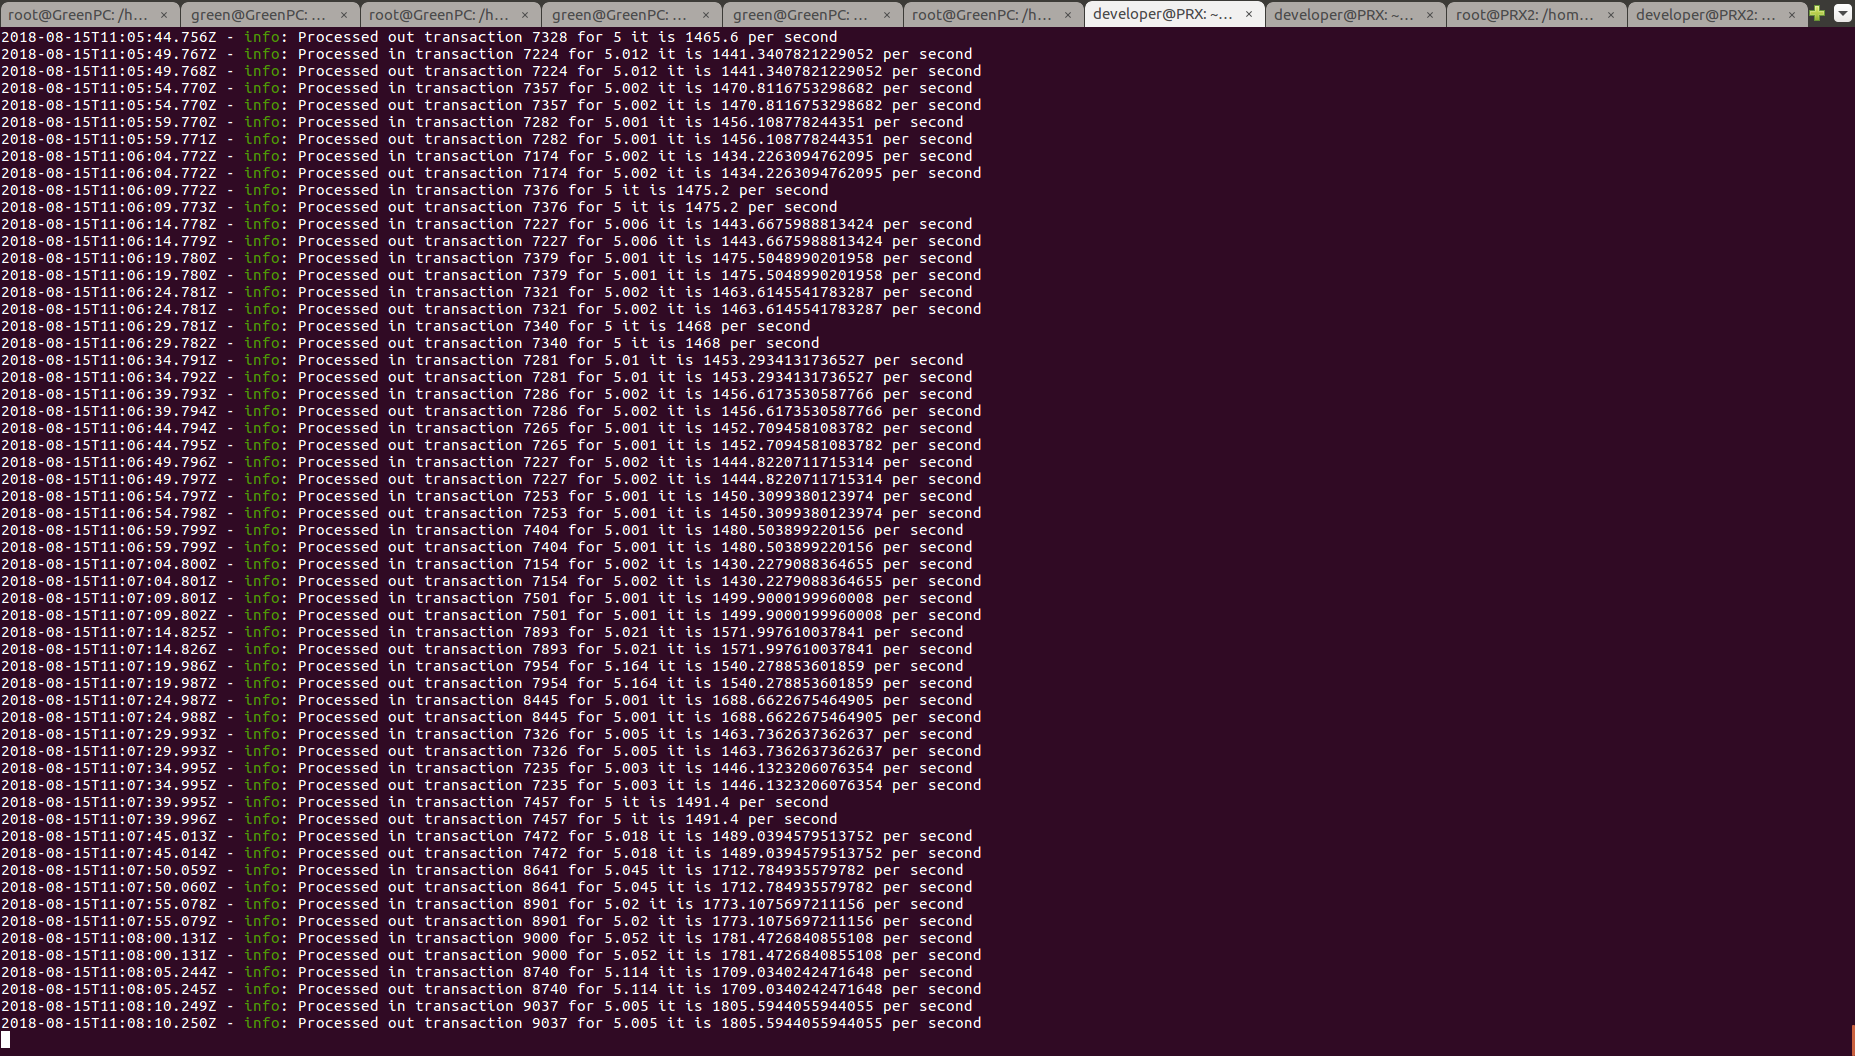 root@GreenPC: /h... × green@GreenPC: ... × root@GreenPC: /h... × green@GreenPC: ... × green@GreenPC: ... × root@GreenPC: /h... × developer@PRX: ~... × developer@PRX: ~... × root@PRX2: /hom... × developer@PRX2: ... ×
2018-08-15T11:05:44.756Z - info: Processed out transaction 7328 for 5 it is 1465.6 per second
2018-08-15T11:05:49.767Z - info: Processed in transaction 7224 for 5.012 it is 1441.3407821229052 per second
2018-08-15T11:05:49.768Z - info: Processed out transaction 7224 for 5.012 it is 1441.3407821229052 per second
2018-08-15T11:05:54.770Z - info: Processed in transaction 7357 for 5.002 it is 1470.8116753298682 per second
2018-08-15T11:05:54.770Z - info: Processed out transaction 7357 for 5.002 it is 1470.8116753298682 per second
2018-08-15T11:05:59.770Z - info: Processed in transaction 7282 for 5.001 it is 1456.108778244351 per second
2018-08-15T11:05:59.771Z - info: Processed out transaction 7282 for 5.001 it is 1456.108778244351 per second
2018-08-15T11:06:04.772Z - info: Processed in transaction 7174 for 5.002 it is 1434.2263094762095 per second
2018-08-15T11:06:04.772Z - info: Processed out transaction 7174 for 5.002 it is 1434.2263094762095 per second
2018-08-15T11:06:09.772Z - info: Processed in transaction 7376 for 5 it is 1475.2 per second
2018-08-15T11:06:09.773Z - info: Processed out transaction 7376 for 5 it is 1475.2 per second
2018-08-15T11:06:14.778Z - info: Processed in transaction 7227 for 5.006 it is 1443.6675988813424 per second
2018-08-15T11:06:14.779Z - info: Processed out transaction 7227 for 5.006 it is 1443.6675988813424 per second
2018-08-15T11:06:19.780Z - info: Processed in transaction 7379 for 5.001 it is 1475.5048990201958 per second
2018-08-15T11:06:19.780Z - info: Processed out transaction 7379 for 5.001 it is 1475.5048990201958 per second
2018-08-15T11:06:24.781Z - info: Processed in transaction 7321 for 5.002 it is 1463.6145541783287 per second
2018-08-15T11:06:24.781Z - info: Processed out transaction 7321 for 5.002 it is 1463.6145541783287 per second
2018-08-15T11:06:29.781Z - info: Processed in transaction 7340 for 5 it is 1468 per second
2018-08-15T11:06:29.782Z - info: Processed out transaction 7340 for 5 it is 1468 per second
2018-08-15T11:06:34.791Z - info: Processed in transaction 7281 for 5.01 it is 1453.2934131736527 per second
2018-08-15T11:06:34.792Z - info: Processed out transaction 7281 for 5.01 it is 1453.2934131736527 per second
2018-08-15T11:06:39.793Z - info: Processed in transaction 7286 for 5.002 it is 1456.6173530587766 per second
2018-08-15T11:06:39.794Z - info: Processed out transaction 7286 for 5.002 it is 1456.6173530587766 per second
2018-08-15T11:06:44.794Z - info: Processed in transaction 7265 for 5.001 it is 1452.7094581083782 per second
2018-08-15T11:06:44.795Z - info: Processed out transaction 7265 for 5.001 it is 1452.7094581083782 per second
2018-08-15T11:06:49.796Z - info: Processed in transaction 7227 for 5.002 it is 1444.8220711715314 per second
2018-08-15T11:06:49.797Z - info: Processed out transaction 7227 for 5.002 it is 1444.8220711715314 per second
2018-08-15T11:06:54.797Z - info: Processed in transaction 7253 for 5.001 it is 1450.3099380123974 per second
2018-08-15T11:06:54.798Z - info: Processed out transaction 7253 for 5.001 it is 1450.3099380123974 per second
2018-08-15T11:06:59.799Z - info: Processed in transaction 7404 for 5.001 it is 1480.503899220156 per second
2018-08-15T11:06:59.799Z - info: Processed out transaction 7404 for 5.001 it is 1480.503899220156 per second
2018-08-15T11:07:04.800Z - info: Processed in transaction 7154 for 5.002 it is 1430.2279088364655 per second
2018-08-15T11:07:04.801Z - info: Processed out transaction 7154 for 5.002 it is 1430.2279088364655 per second
2018-08-15T11:07:09.801Z - info: Processed in transaction 7501 for 5.001 it is 1499.9000199960008 per second
2018-08-15T11:07:09.802Z - info: Processed out transaction 7501 for 5.001 it is 1499.9000199960008 per second
2018-08-15T11:07:14.825Z - info: Processed in transaction 7893 for 5.021 it is 1571.997610037841 per second
2018-08-15T11:07:14.826Z - info: Processed out transaction 7893 for 5.021 it is 1571.997610037841 per second
2018-08-15T11:07:19.986Z - info: Processed in transaction 7954 for 5.164 it is 1540.278853601859 per second
2018-08-15T11:07:19.987Z - info: Processed out transaction 7954 for 5.164 it is 1540.278853601859 per second
2018-08-15T11:07:24.987Z - info: Processed in transaction 8445 for 5.001 it is 1688.6622675464905 per second
2018-08-15T11:07:24.988Z - info: Processed out transaction 8445 for 5.001 it is 1688.6622675464905 per second
2018-08-15T11:07:29.993Z - info: Processed in transaction 7326 for 5.005 it is 1463.7362637362637 per second
2018-08-15T11:07:29.993Z - info: Processed out transaction 7326 for 5.005 it is 1463.7362637362637 per second
2018-08-15T11:07:34.995Z - info: Processed in transaction 7235 for 5.003 it is 1446.1323206076354 per second
2018-08-15T11:07:34.995Z - info: Processed out transaction 7235 for 5.003 it is 1446.1323206076354 per second
2018-08-15T11:07:39.995Z - info: Processed in transaction 7457 for 5 it is 1491.4 per second
2018-08-15T11:07:39.996Z - info: Processed out transaction 7457 for 5 it is 1491.4 per second
2018-08-15T11:07:45.013Z - info: Processed in transaction 7472 for 5.018 it is 1489.0394579513752 per second
2018-08-15T11:07:45.014Z - info: Processed out transaction 7472 for 5.018 it is 1489.0394579513752 per second
2018-08-15T11:07:50.059Z - info: Processed in transaction 8641 for 5.045 it is 1712.784935579782 per second
2018-08-15T11:07:50.060Z - info: Processed out transaction 8641 for 5.045 it is 1712.784935579782 per second
2018-08-15T11:07:55.078Z - info: Processed in transaction 8901 for 5.02 it is 1773.1075697211156 per second
2018-08-15T11:07:55.079Z - info: Processed out transaction 8901 for 5.02 it is 1773.1075697211156 per second
2018-08-15T11:08:00.131Z - info: Processed in transaction 9000 for 5.052 it is 1781.4726840855108 per second
2018-08-15T11:08:00.131Z - info: Processed out transaction 9000 for 5.052 it is 1781.4726840855108 per second
2018-08-15T11:08:05.244Z - info: Processed in transaction 8740 for 5.114 it is 1709.0340242471648 per second
2018-08-15T11:08:05.245Z - info: Processed out transaction 8740 for 5.114 it is 1709.0340242471648 per second
2018-08-15T11:08:10.249Z - info: Processed in transaction 9037 for 5.005 it is 1805.5944055944055 per second
2018-08-15T11:08:10.250Z - info: Processed out transaction 9037 for 5.005 it is 1805.5944055944055 per second